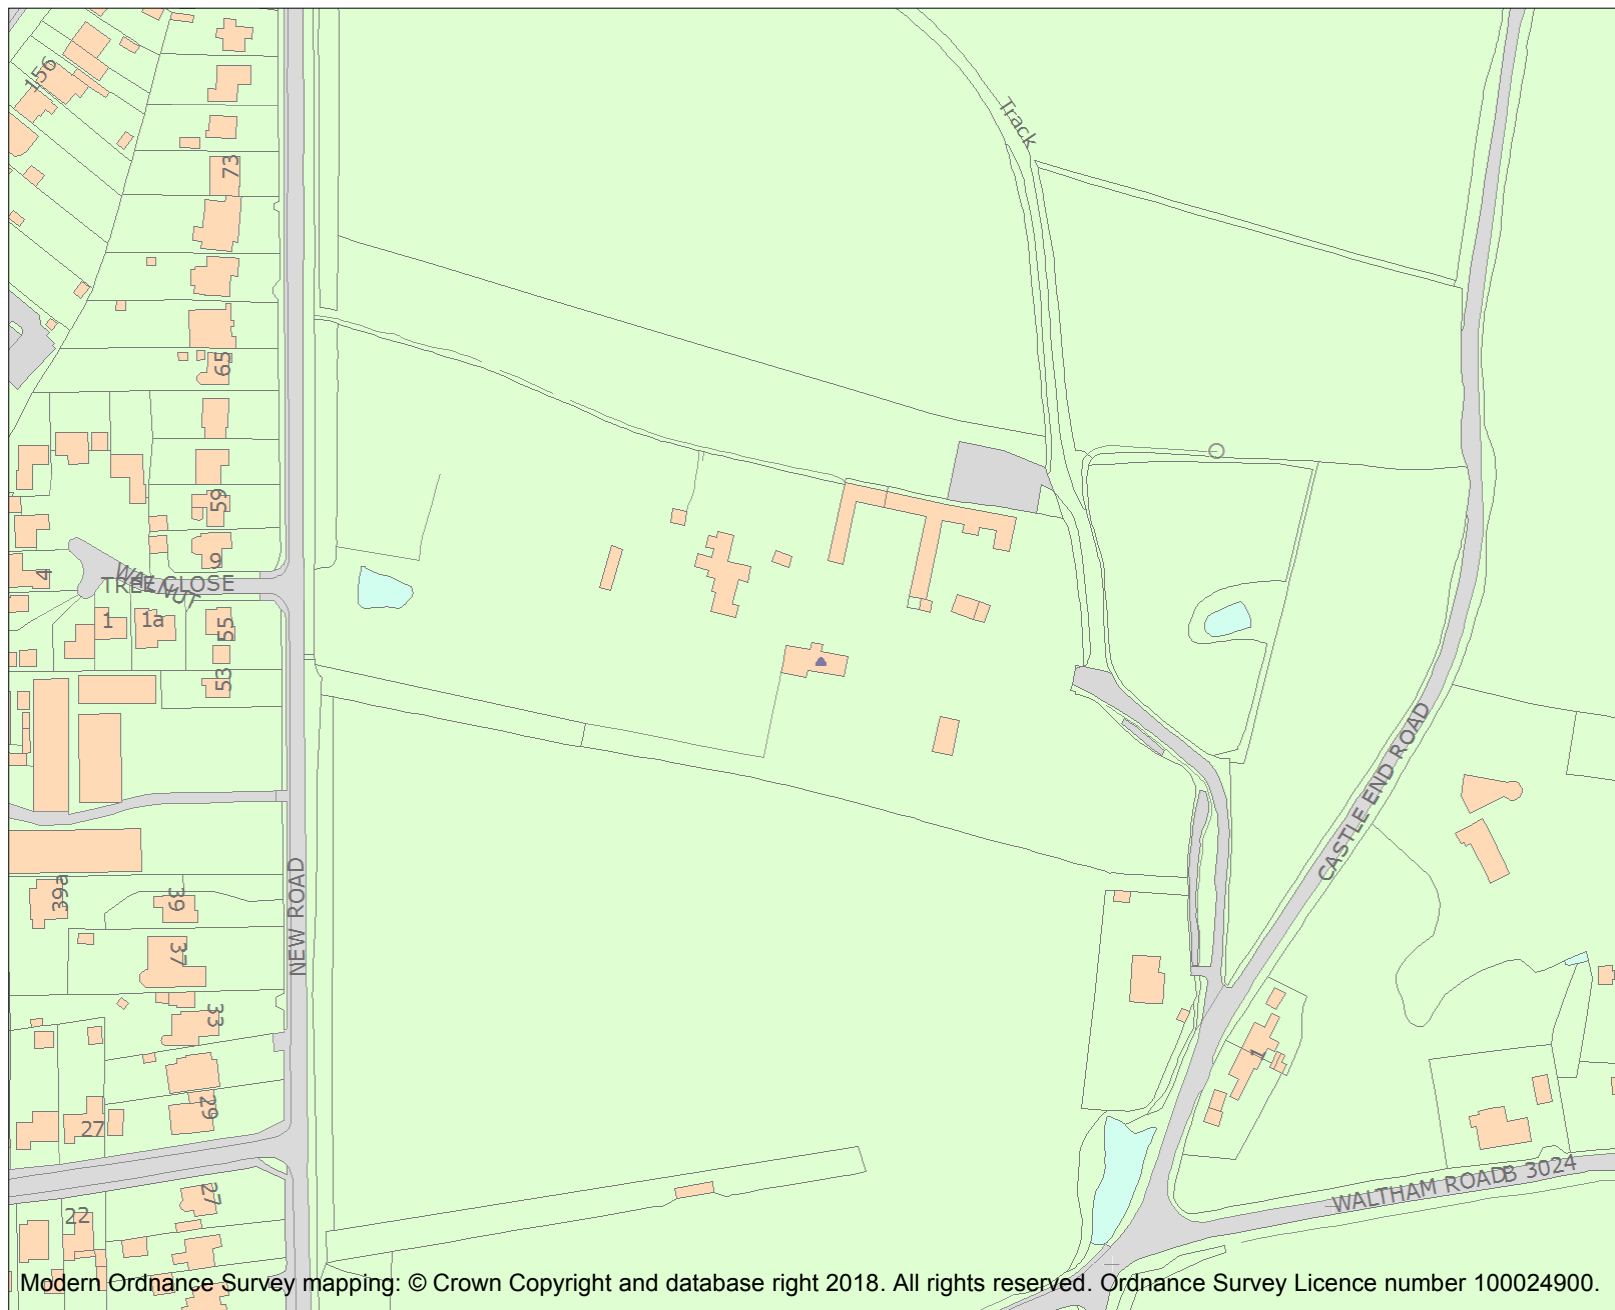 156
Track
73
65
59
9
4
WALNUT
TREE CLOSE
1
1a
55
53
CASTLE END ROAD
39a
39
NEW ROAD
37
33
1
29
27
WALTHAM ROAD
B 3024
27
22
Modern Ordnance Survey mapping: © Crown Copyright and database right 2018. All rights reserved. Ordnance Survey Licence number 100024900.